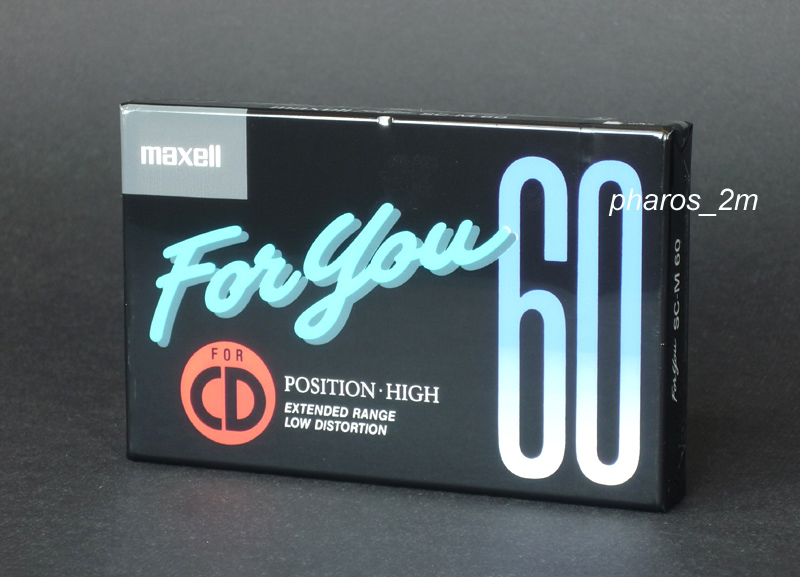 maxell
For You
60
FOR
CD
POSITION · HIGH
EXTENDED RANGE
LOW DISTORTION
For You SC-M 60
pharos_2m